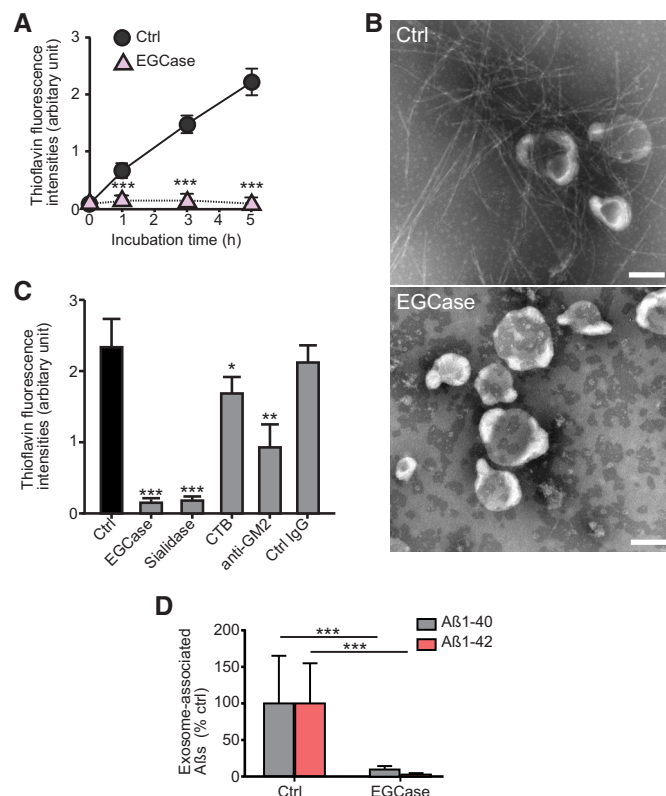 A
Thioflavin fluorescence
intensities (arbitary unit)
3
2
1
0
Ctrl
EGCase
***
***
***
0 1 2 3 4 5
Incubation time (h)
B
Ctrl
EGCase
C
Thioflavin fluorescence
intensities (arbitary unit)
3
2
1
0
***
***
*
**
Ctrl
EGCase
Sialidase
CTB
anti-GM2
Ctrl IgG
D
Exosome-associated
Aßs (% ctrl)
200
150
100
50
0
***
***
Aß1-40
Aß1-42
Ctrl EGCase